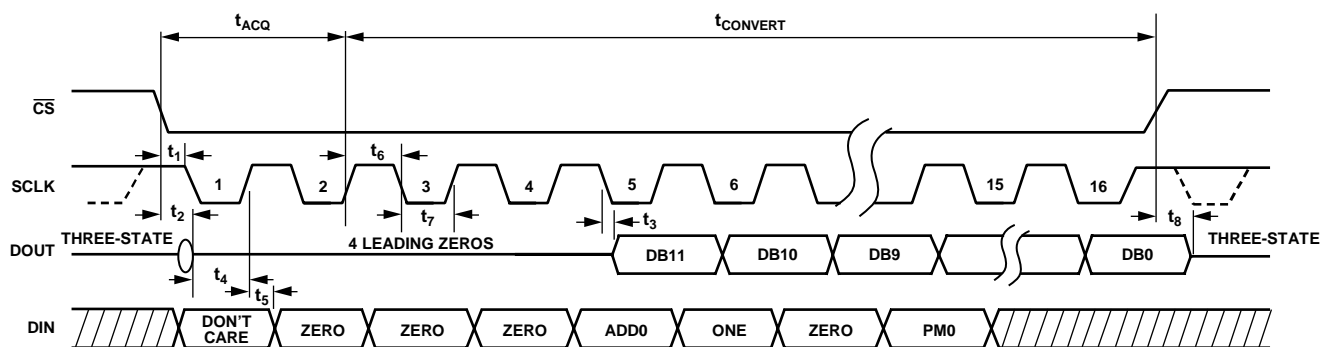 tACQ tCONVERT
CS
t1 t6
SCLK 1 2 3 4 5 6 15 16
t2 t7 t3 t8
DOUT THREE-STATE 4 LEADING ZEROS DB11 DB10 DB9 DB0 THREE-STATE
t4
t5
DIN DON'T CARE ZERO ZERO ZERO ADD0 ONE ZERO PM0